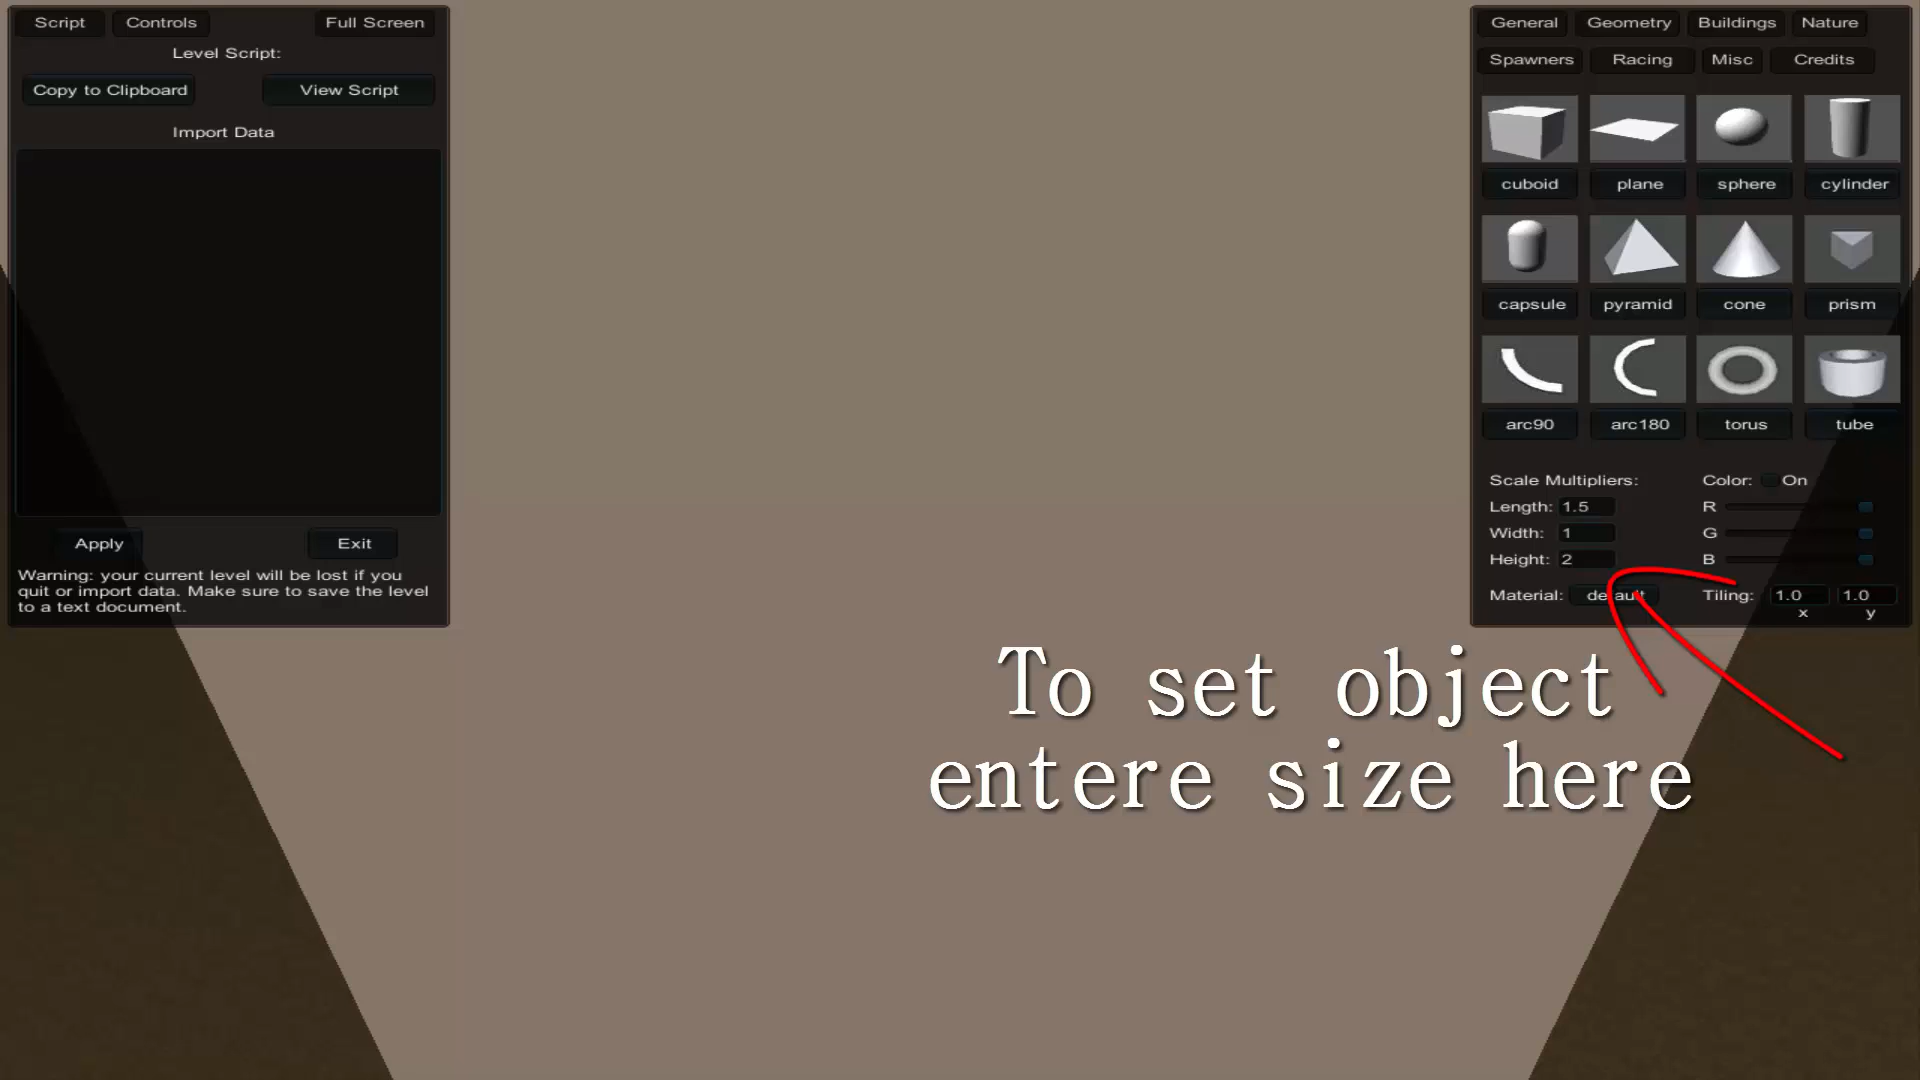 Script Controls Full Screen
Level Script:
Copy to Clipboard View Script
Import Data
Apply Exit
Warning: your current level will be lost if you
quit or import data. Make sure to save the level
to a text document.
General Geometry Buildings Nature
Spawners Racing Misc Credits
cuboid plane sphere cylinder
capsule pyramid cone prism
arc90 arc180 torus tube
Scale Multipliers: Color: On
Length: 1.5 R
Width: 1 G
Height: 2 B
Material: default Tiling: 1.0 1.0
x y
To set object
entere size here